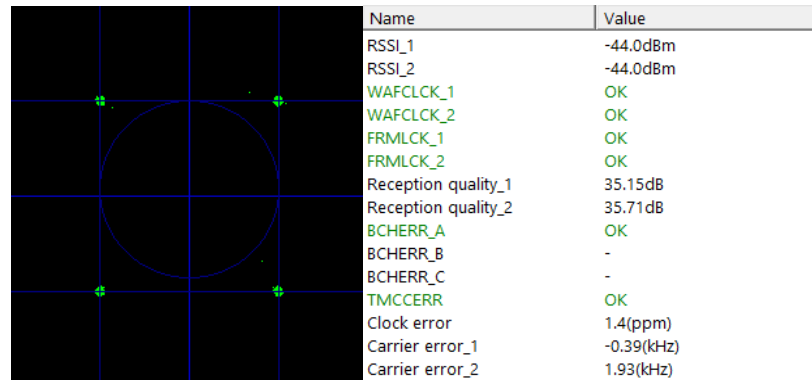 Name Value
RSSI_1 -44.0dBm
RSSI_2 -44.0dBm
WAFCLCK_1 OK
WAFCLCK_2 OK
FRMLCK_1 OK
FRMLCK_2 OK
Reception quality_1 35.15dB
Reception quality_2 35.71dB
BCHERR_A OK
BCHERR_B -
BCHERR_C -
TMCCERR OK
Clock error 1.4(ppm)
Carrier error_1 -0.39(kHz)
Carrier error_2 1.93(kHz)